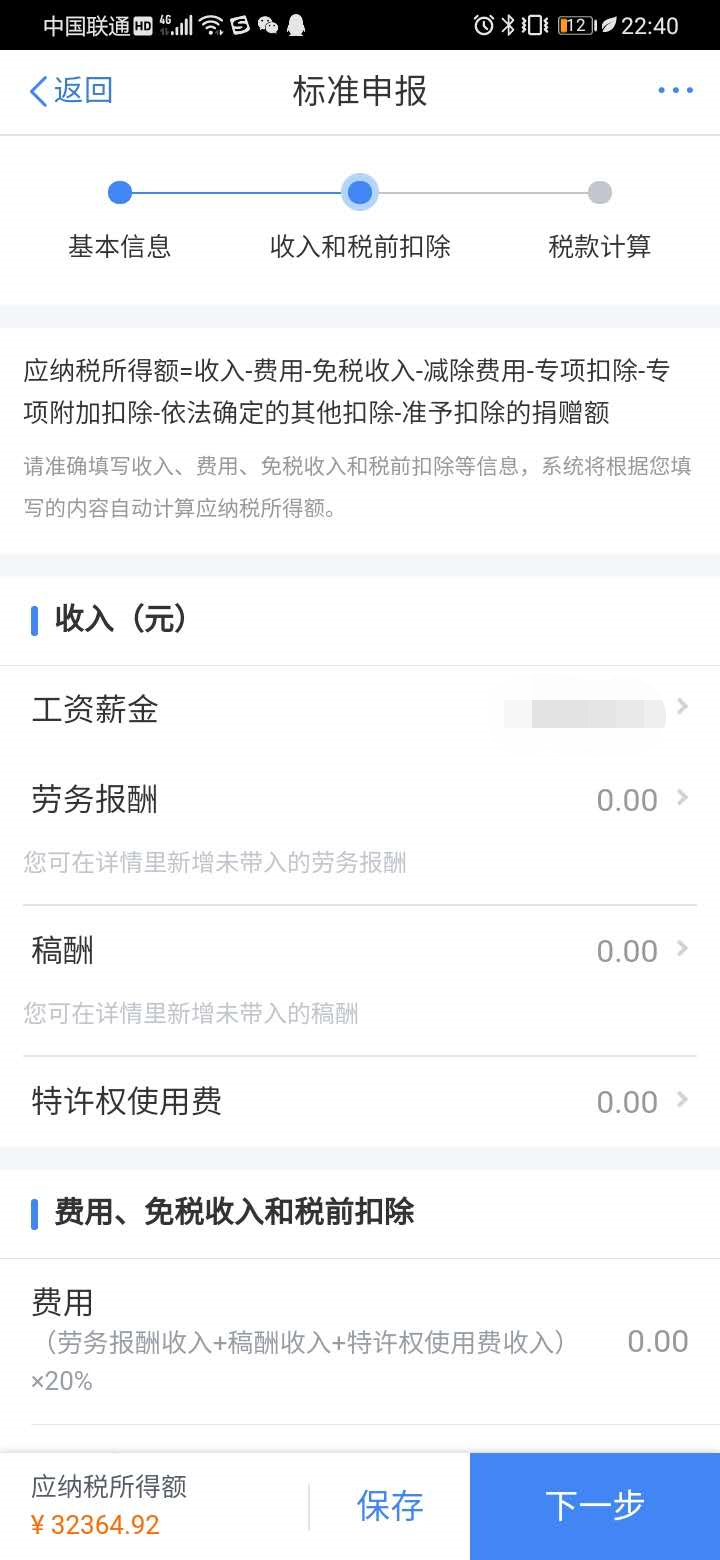 中国联通 HD 4G 12 22:40
返回 标准申报
基本信息 收入和税前扣除 税款计算
应纳税所得额=收入-费用-免税收入-减除费用-专项扣除-专
项附加扣除-依法确定的其他扣除-准予扣除的捐赠额
请准确填写收入、费用、免税收入和税前扣除等信息，系统将根据您填
写的内容自动计算应纳税所得额。
收入（元）
工资薪金
劳务报酬 0.00
您可在详情里新增未带入的劳务报酬
稿酬 0.00
您可在详情里新增未带入的稿酬
特许权使用费 0.00
费用、免税收入和税前扣除
费用
（劳务报酬收入+稿酬收入+特许权使用费收入） 0.00
×20%
应纳税所得额
¥ 32364.92
保存 下一步